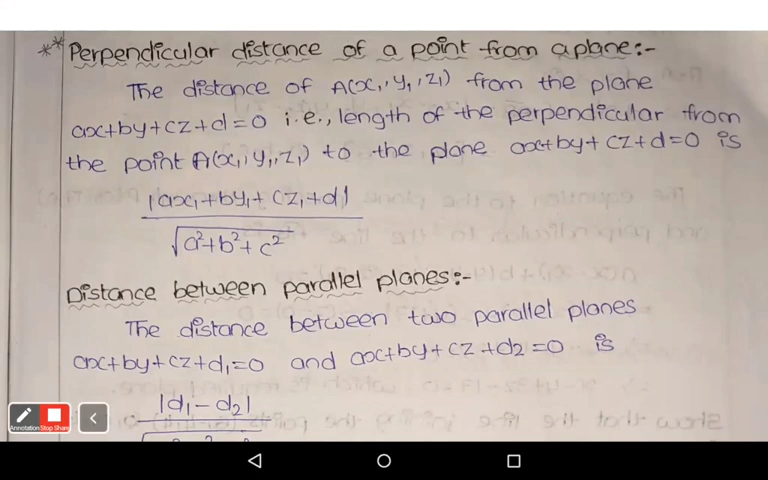 ** Perpendicular distance of a point from a plane:-
The distance of A(x₁, y₁, z₁) from the plane
ax+by+cz+d=0 i.e., length of the perpendicular from
the point A(x₁, y₁, z₁) to the plane ax+by+cz+d=0 is
|ax₁+by₁+cz₁+d|
√a²+b²+c²
Distance between parallel planes:-
The distance between two parallel planes
ax+by+cz+d₁=0 and ax+by+cz+d₂=0 is
|d₁-d₂|
Annotation Stop Share